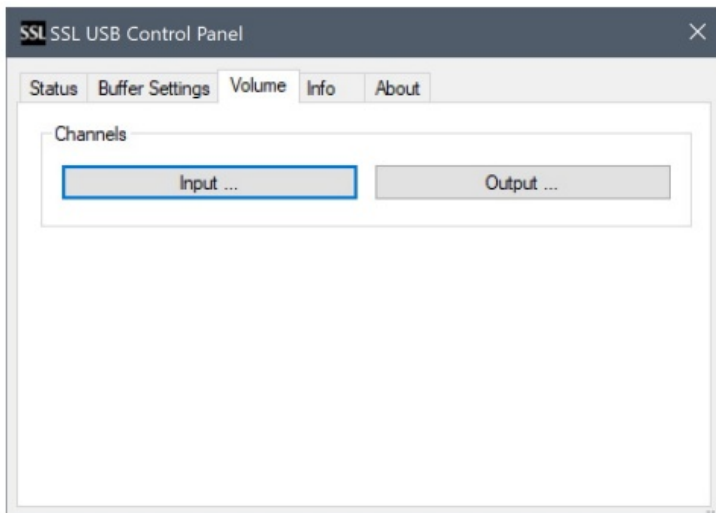 SSL SSL USB Control Panel
Status Buffer Settings Volume Info About
Channels
Input ... Output ...